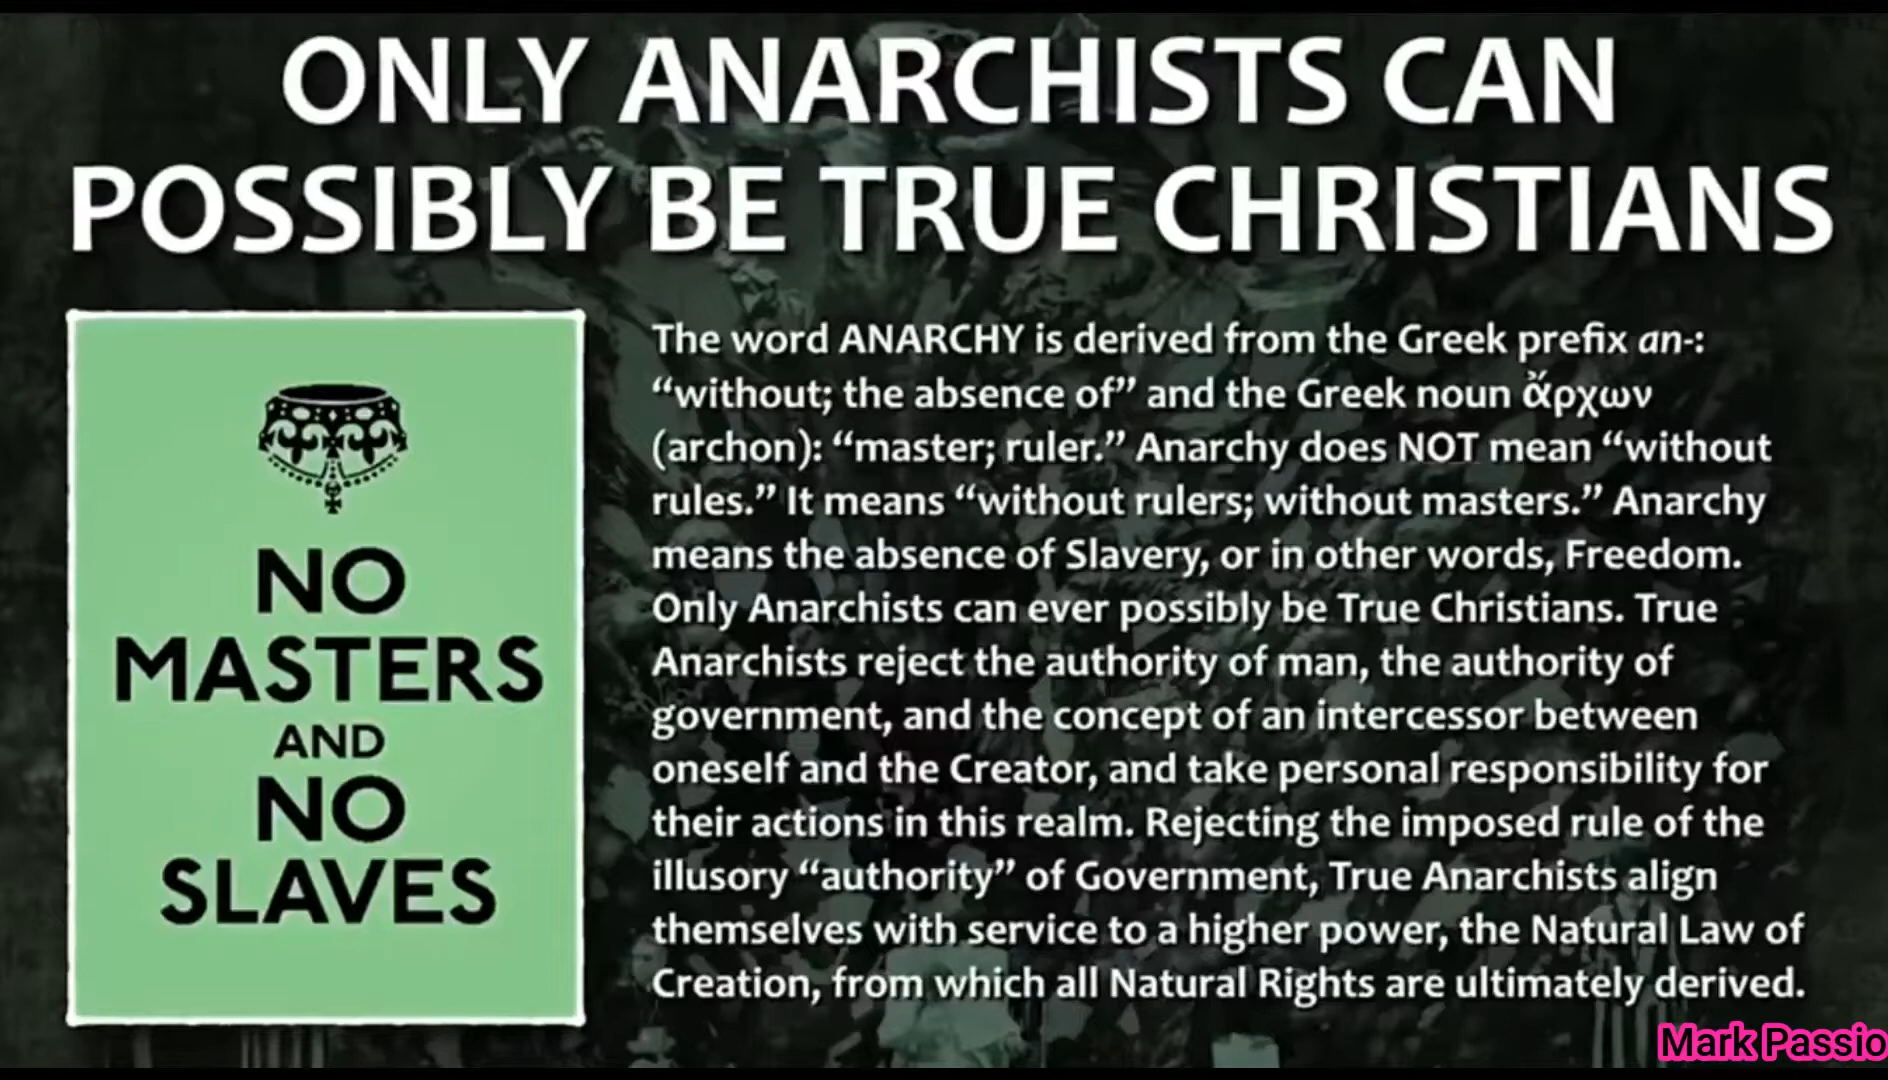 ONLY ANARCHISTS CAN
POSSIBLY BE TRUE CHRISTIANS
NO
MASTERS
AND
NO
SLAVES
The word ANARCHY is derived from the Greek prefix an-:
“without; the absence of” and the Greek noun ἄρχων
(archon): “master; ruler.” Anarchy does NOT mean “without
rules.” It means “without rulers; without masters.” Anarchy
means the absence of Slavery, or in other words, Freedom.
Only Anarchists can ever possibly be True Christians. True
Anarchists reject the authority of man, the authority of
government, and the concept of an intercessor between
oneself and the Creator, and take personal responsibility for
their actions in this realm. Rejecting the imposed rule of the
illusory “authority” of Government, True Anarchists align
themselves with service to a higher power, the Natural Law of
Creation, from which all Natural Rights are ultimately derived.
Mark Passio